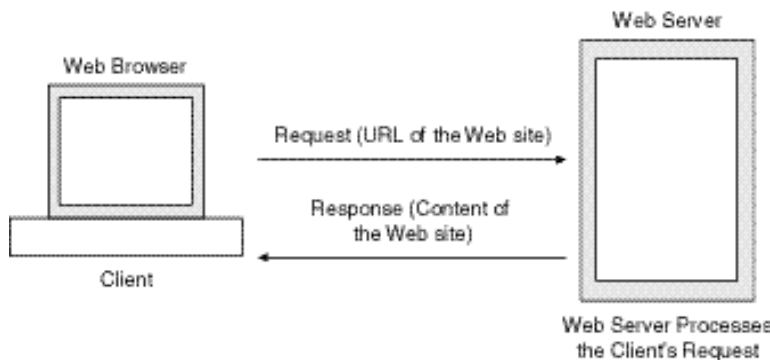 Web Server
Web Browser
Request (URL of the Web site)
Response (Content of
the Web site)
Client
Web Server Processes
the Client's Request